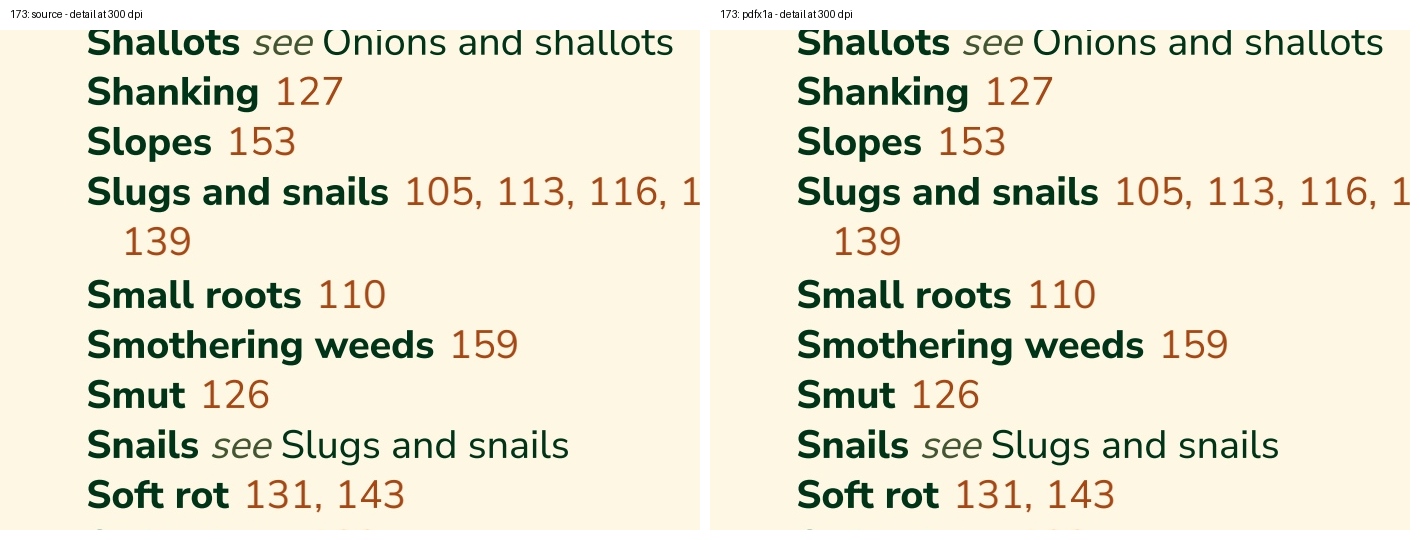 173: source - detail at 300 dpi
Shallots see Onions and shallots
Shanking 127
Slopes 153
Slugs and snails 105, 113, 116, 1
139
Small roots 110
Smothering weeds 159
Smut 126
Snails see Slugs and snails
Soft rot 131, 143
173: pdfx1a - detail at 300 dpi
Shallots see Onions and shallots
Shanking 127
Slopes 153
Slugs and snails 105, 113, 116, 1
139
Small roots 110
Smothering weeds 159
Smut 126
Snails see Slugs and snails
Soft rot 131, 143